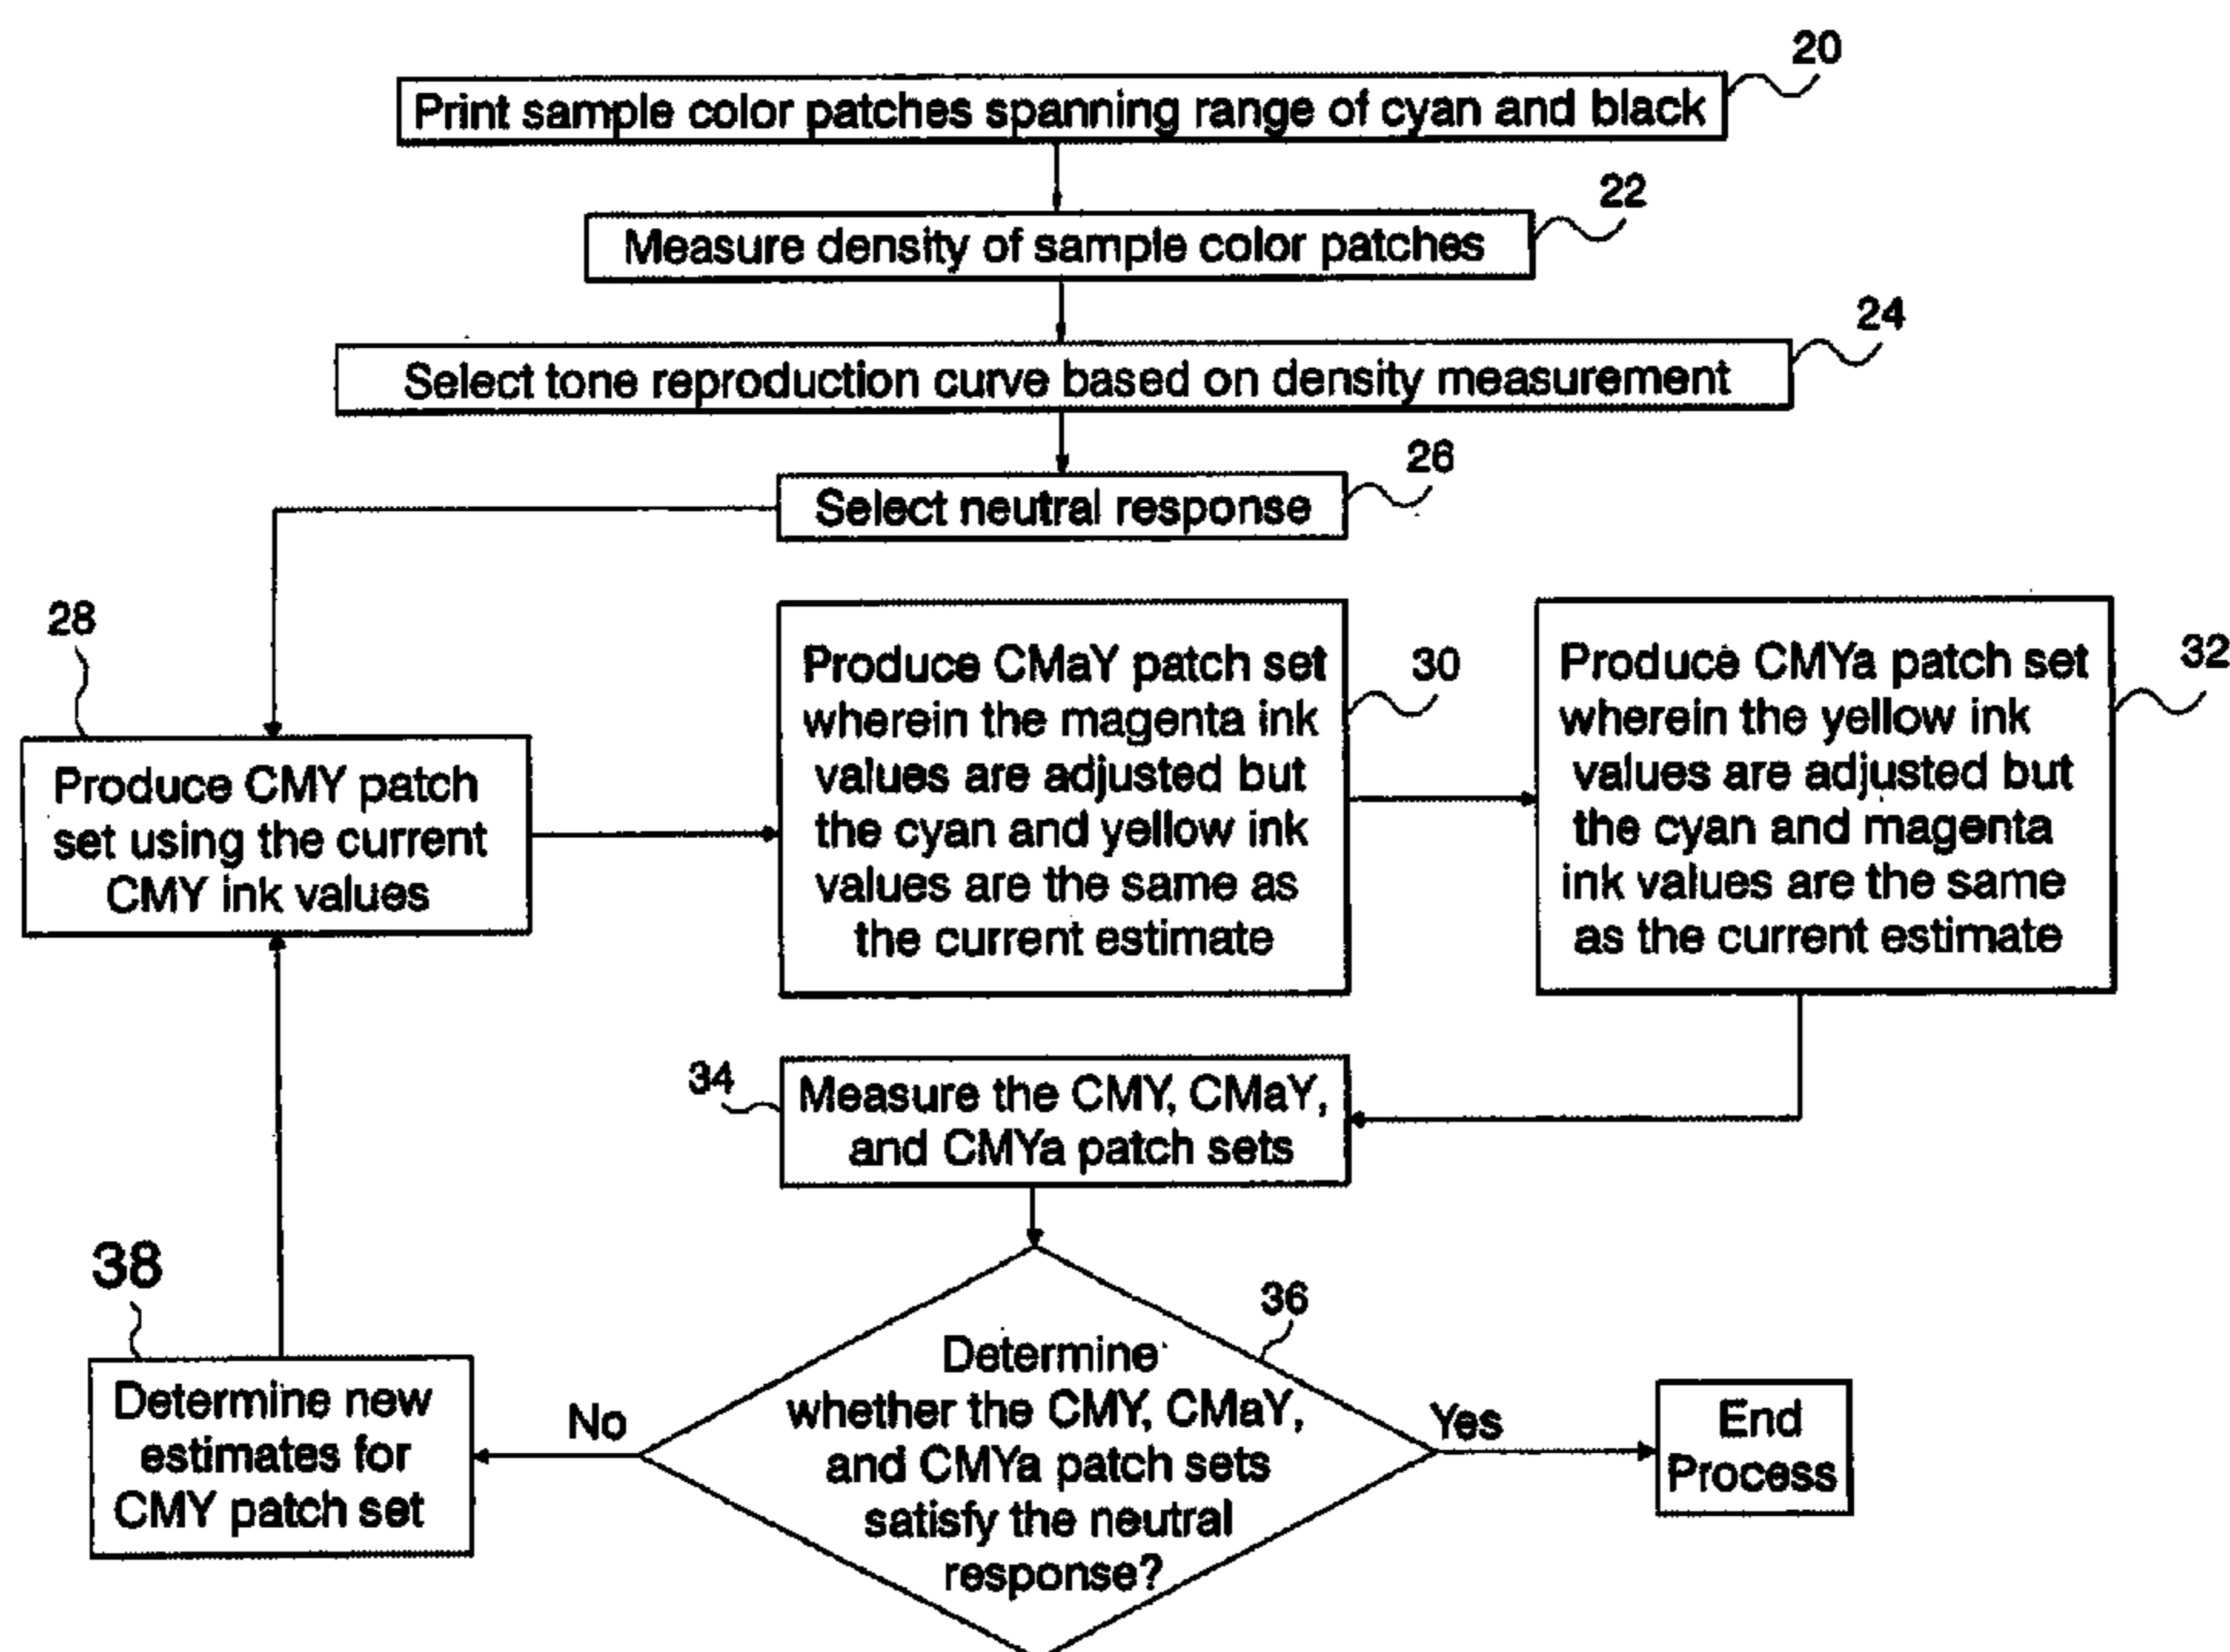 20
Print sample color patches spanning range of cyan and black
22
Measure density of sample color patches
24
Select tone reproduction curve based on density measurement
26
Select neutral response
28
Produce CMY patch
set using the current
CMY ink values
30
Produce CMaY patch set
wherein the magenta ink
values are adjusted but
the cyan and yellow ink
values are the same as
the current estimate
32
Produce CMYa patch set
wherein the yellow ink
values are adjusted but
the cyan and magenta
ink values are the same
as the current estimate
34
Measure the CMY, CMaY,
and CMYa patch sets
36
Determine
whether the CMY, CMaY,
and CMYa patch sets
satisfy the neutral
response?
No
Yes
38
Determine new
estimates for
CMY patch set
End
Process